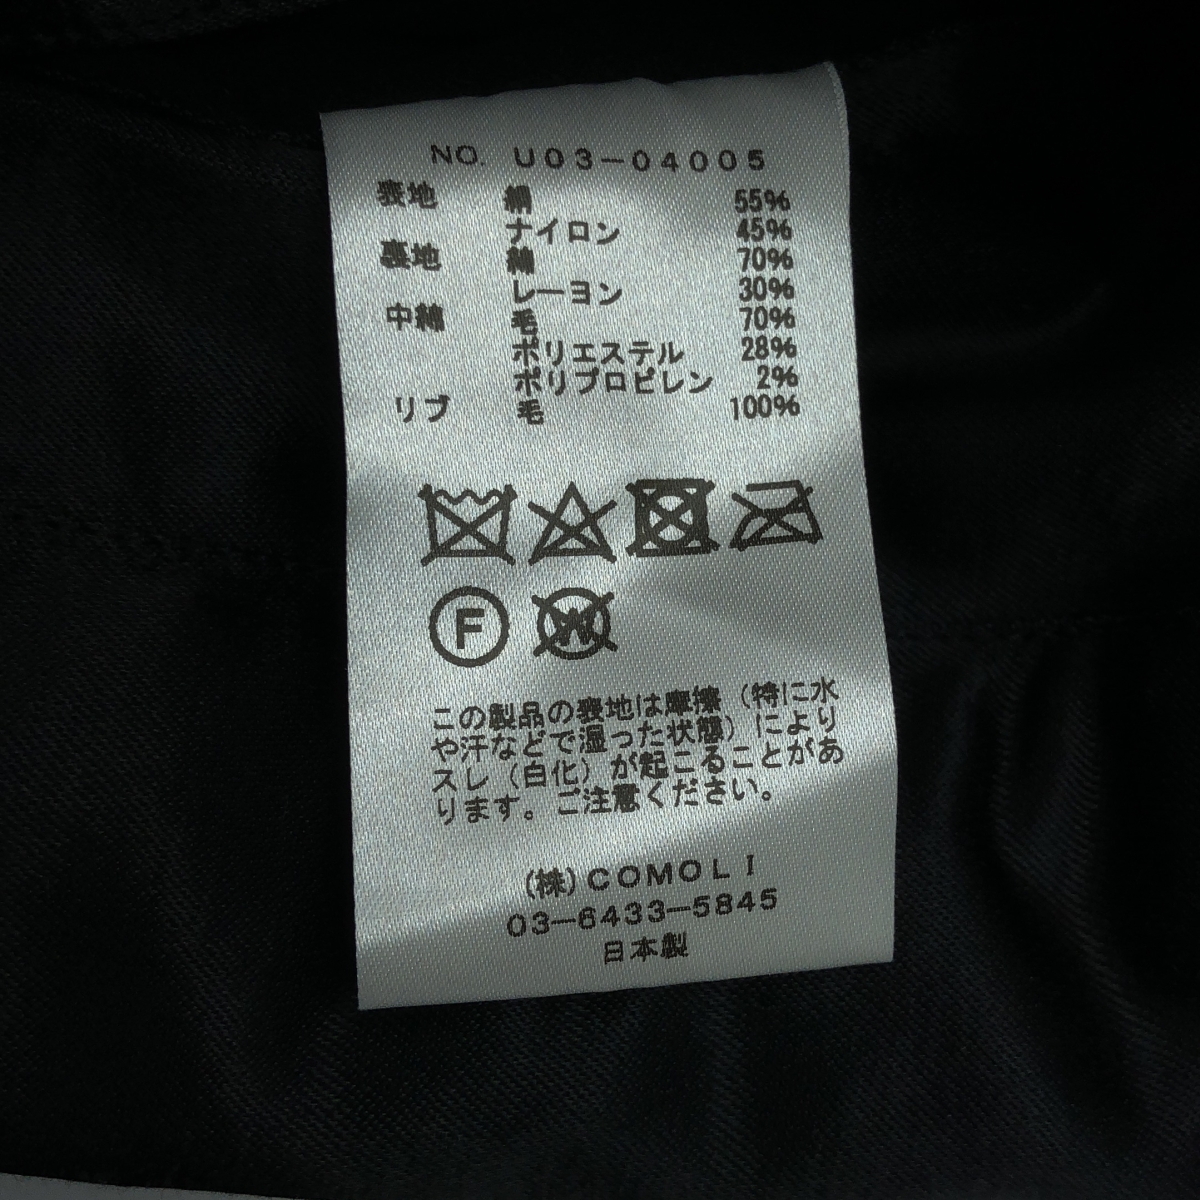 NO. U03-04005
表地 絹 55%
ナイロン 45%
裏地 綿 70%
レーヨン 30%
中綿 毛 70%
ポリエステル 28%
ポリプロピレン 2%
リブ 毛 100%
F W
この製品の表地は摩擦（特に水
や汗などで湿った状態）により
スレ（白化）が起こることがあ
ります。ご注意ください。
(株)COMOLI
03-6433-5845
日本製